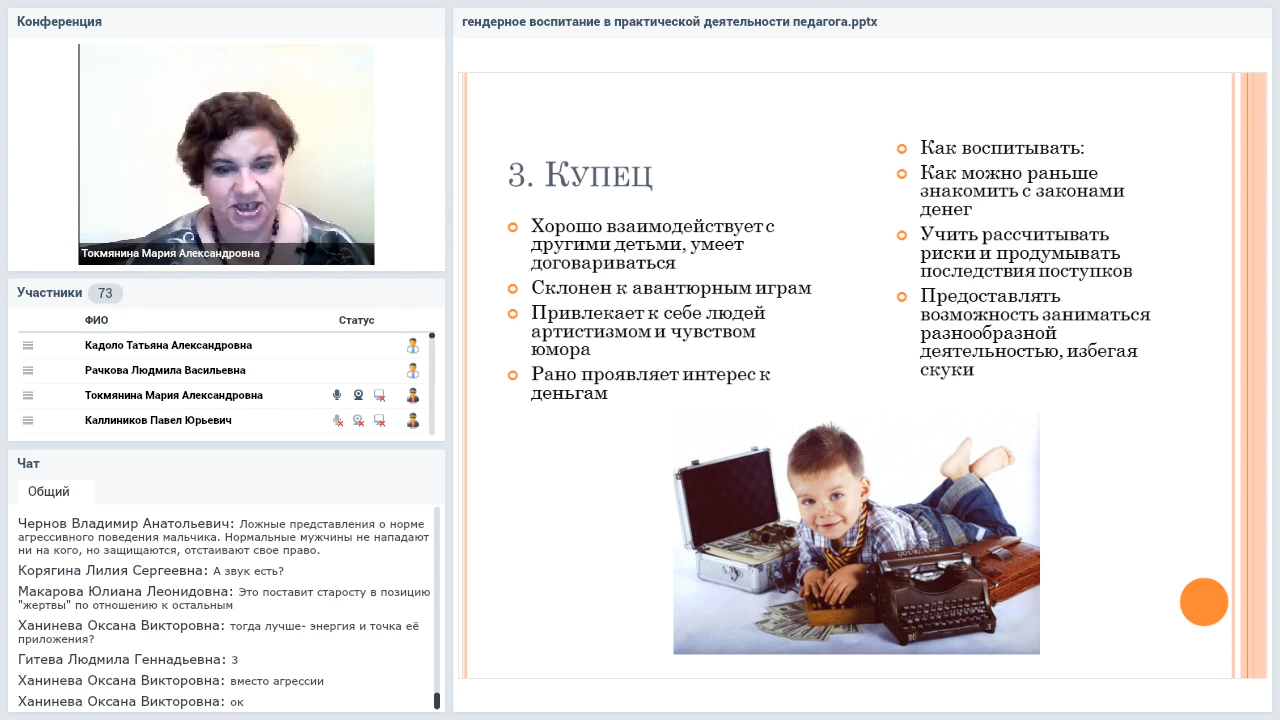 Конференция
Токмянина Мария Александровна
Участники 73
ФИО Статус
Кадоло Татьяна Александровна
Рачкова Людмила Васильевна
Токмянина Мария Александровна
Каллиников Павел Юрьевич
Чат
Общий
Чернов Владимир Анатольевич: Ложные представления о норме
агрессивного поведения мальчика. Нормальные мужчины не нападают
ни на кого, но защищаются, отстаивают свое право.
Корягина Лилия Сергеевна: А звук есть?
Макарова Юлиана Леонидовна: Это поставит старосту в позицию
"жертвы" по отношению к остальным
Ханинева Оксана Викторовна: тогда лучше- энергия и точка её
приложения?
Гитева Людмила Геннадьевна: 3
Ханинева Оксана Викторовна: вместо агрессии
Ханинева Оксана Викторовна: ок
гендерное воспитание в практической деятельности педагога.pptx
3. Купец
Хорошо взаимодействует с
другими детьми, умеет
договариваться
Склонен к авантюрным играм
Привлекает к себе людей
артистизмом и чувством
юмора
Рано проявляет интерес к
деньгам
Как воспитывать:
Как можно раньше
знакомить с законами
денег
Учить рассчитывать
риски и продумывать
последствия поступков
Предоставлять
возможность заниматься
разнообразной
деятельностью, избегая
скуки